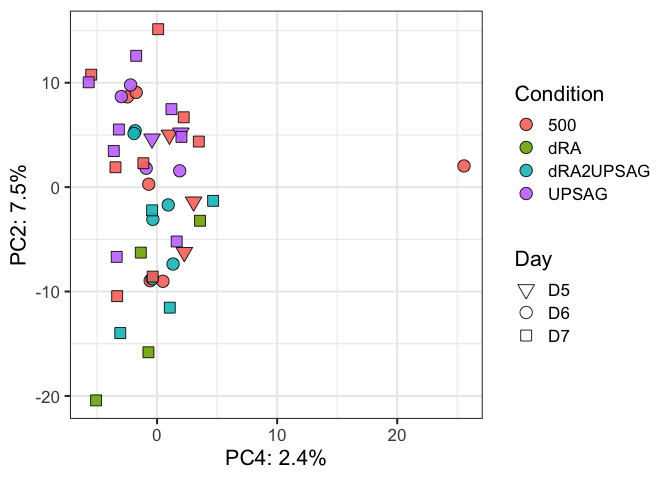 10
0
-10
-20
PC2: 7.5%
0
10
20
PC4: 2.4%
Condition
500
dRA
dRA2UPSAG
UPSAG
Day
D5
D6
D7